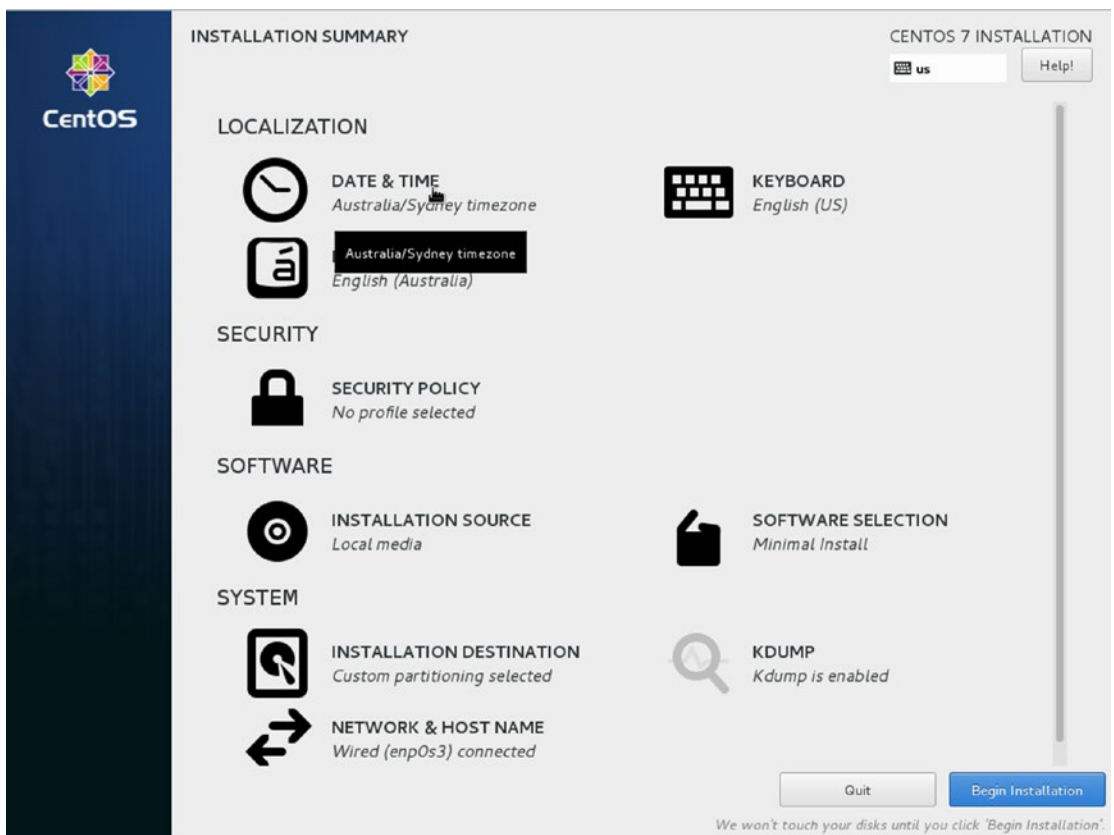 INSTALLATION SUMMARY
CENTOS 7 INSTALLATION
us
Help!
CentOS
LOCALIZATION
DATE & TIME
Australia/Sydney timezone
KEYBOARD
English (US)
Australia/Sydney timezone
á
English (Australia)
SECURITY
SECURITY POLICY
No profile selected
SOFTWARE
INSTALLATION SOURCE
Local media
SOFTWARE SELECTION
Minimal Install
SYSTEM
INSTALLATION DESTINATION
Custom partitioning selected
KDUMP
Kdump is enabled
NETWORK & HOST NAME
Wired (enp0s3) connected
Quit
Begin Installation
We won't touch your disks until you click 'Begin Installation'.